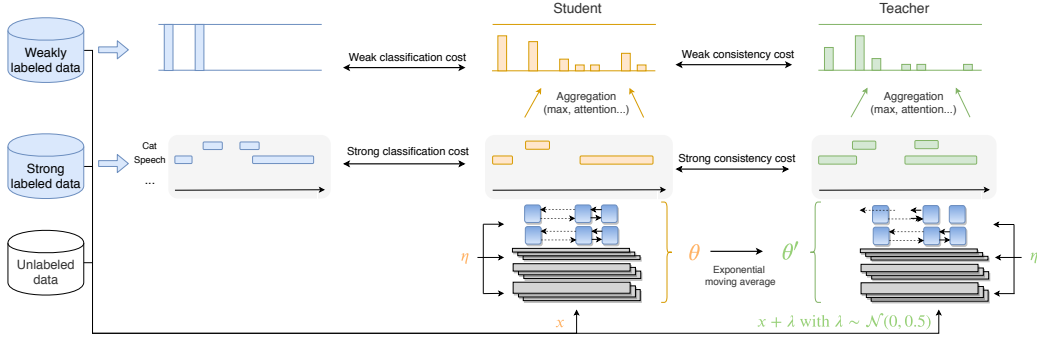 Student
Teacher
Weakly
labeled data
Weak classification cost
Weak consistency cost
Aggregation
(max, attention...)
Aggregation
(max, attention...)
Strong
labeled data
Cat
Speech
...
Strong classification cost
Strong consistency cost
Unlabeled
data
η
θ
Exponential
moving average
θ′
η
x
x + λ with λ ∼ 𝒩(0, 0.5)